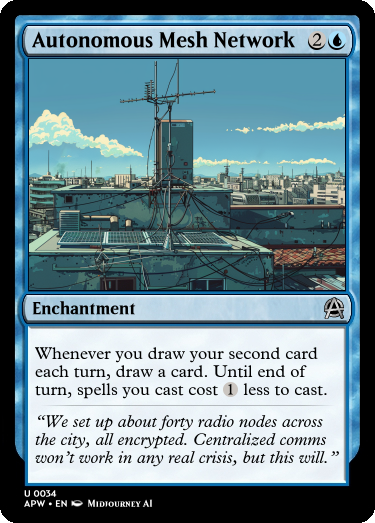 Autonomous Mesh Network 2
Enchantment
Whenever you draw your second card
each turn, draw a card. Until end of
turn, spells you cast cost 1 less to cast.
“We set up about forty radio nodes across
the city, all encrypted. Centralized comms
won’t work in any real crisis, but this will.”
U 0034
APW • EN Midjourney AI